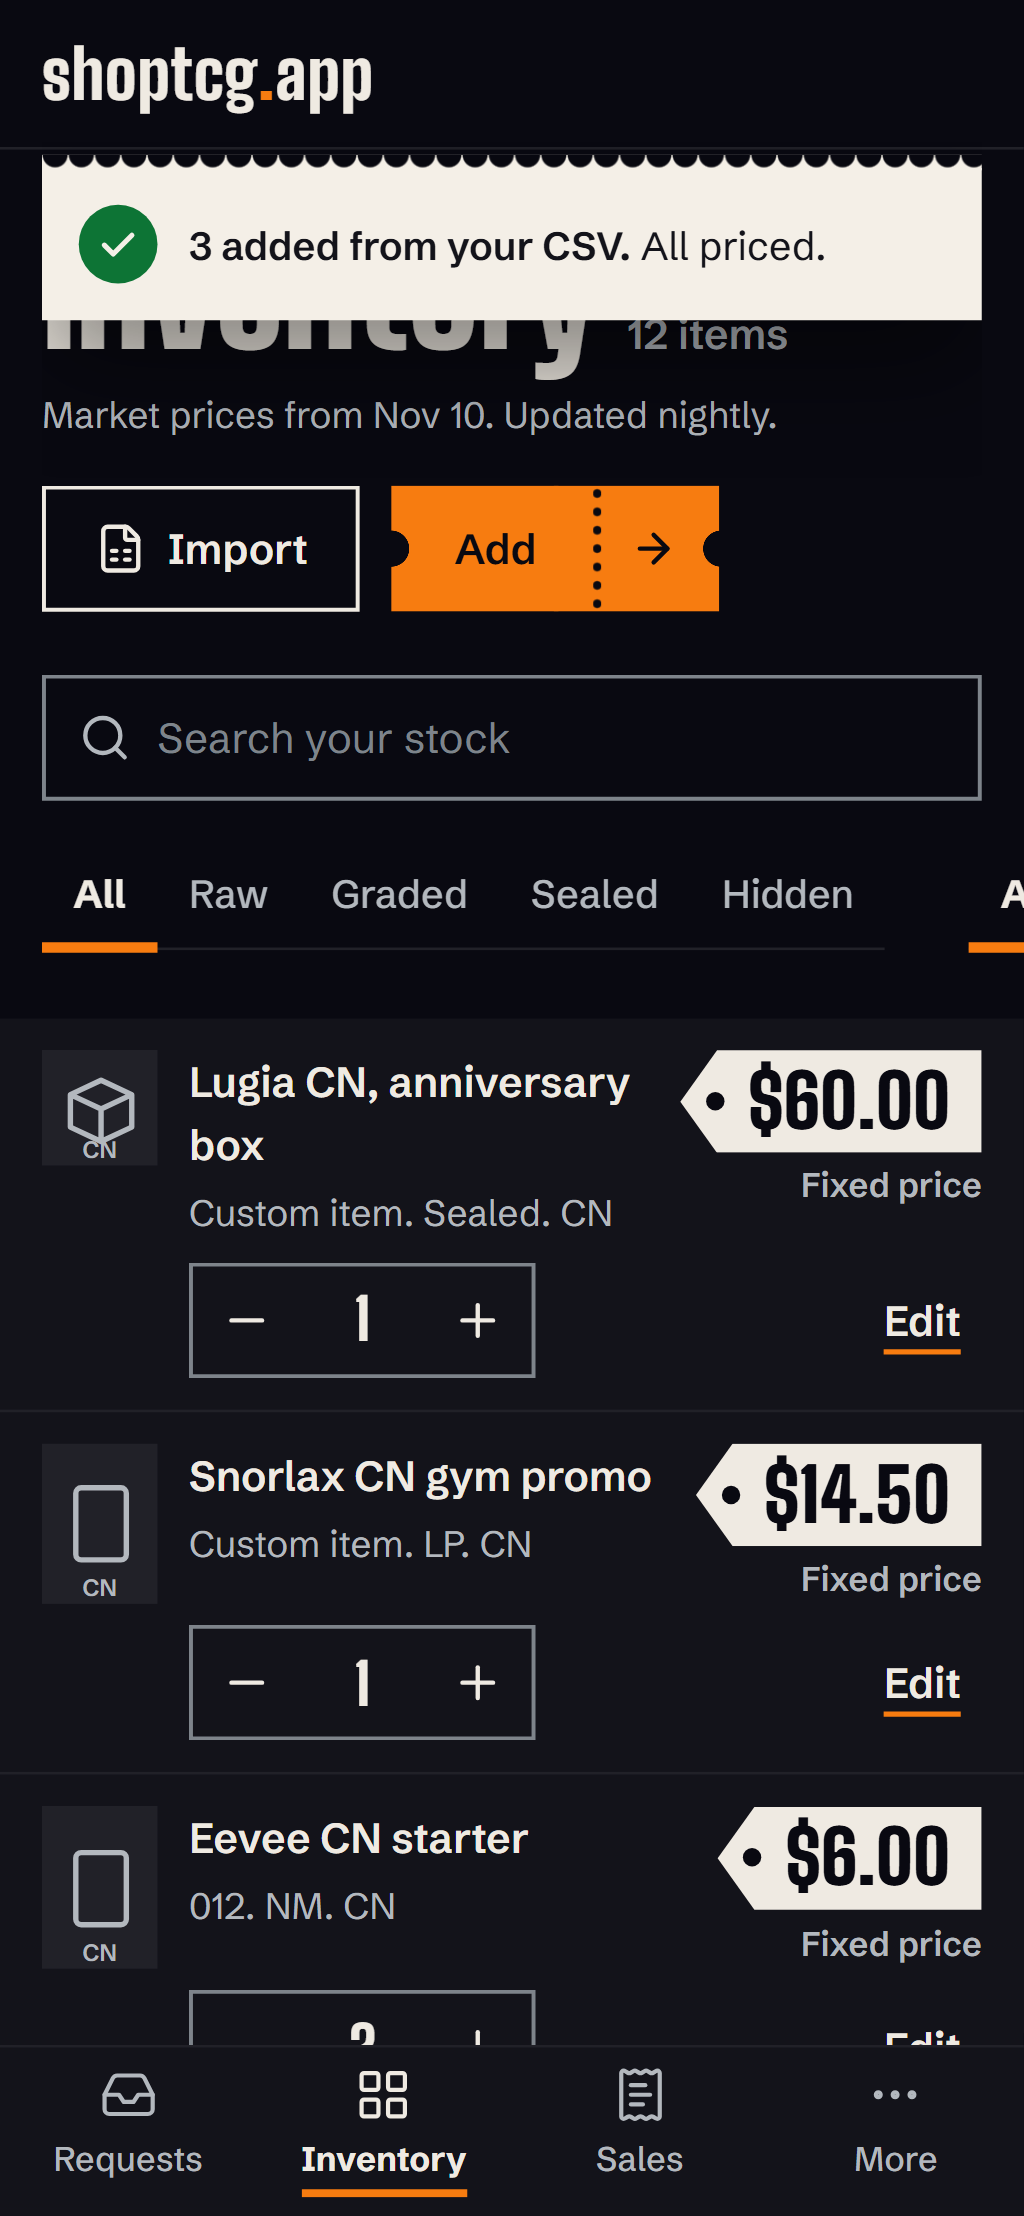 shoptcg.app
3 added from your CSV. All priced.
Inventory 12 items
Market prices from Nov 10. Updated nightly.
Import Add
Search your stock
All Raw Graded Sealed Hidden A
Lugia CN, anniversary $60.00
box
CN
Fixed price
Custom item. Sealed. CN
1 Edit
Snorlax CN gym promo $14.50
Custom item. LP. CN
Fixed price
CN
1 Edit
Eevee CN starter $6.00
012. NM. CN
Fixed price
CN
Edit
Requests Inventory Sales More